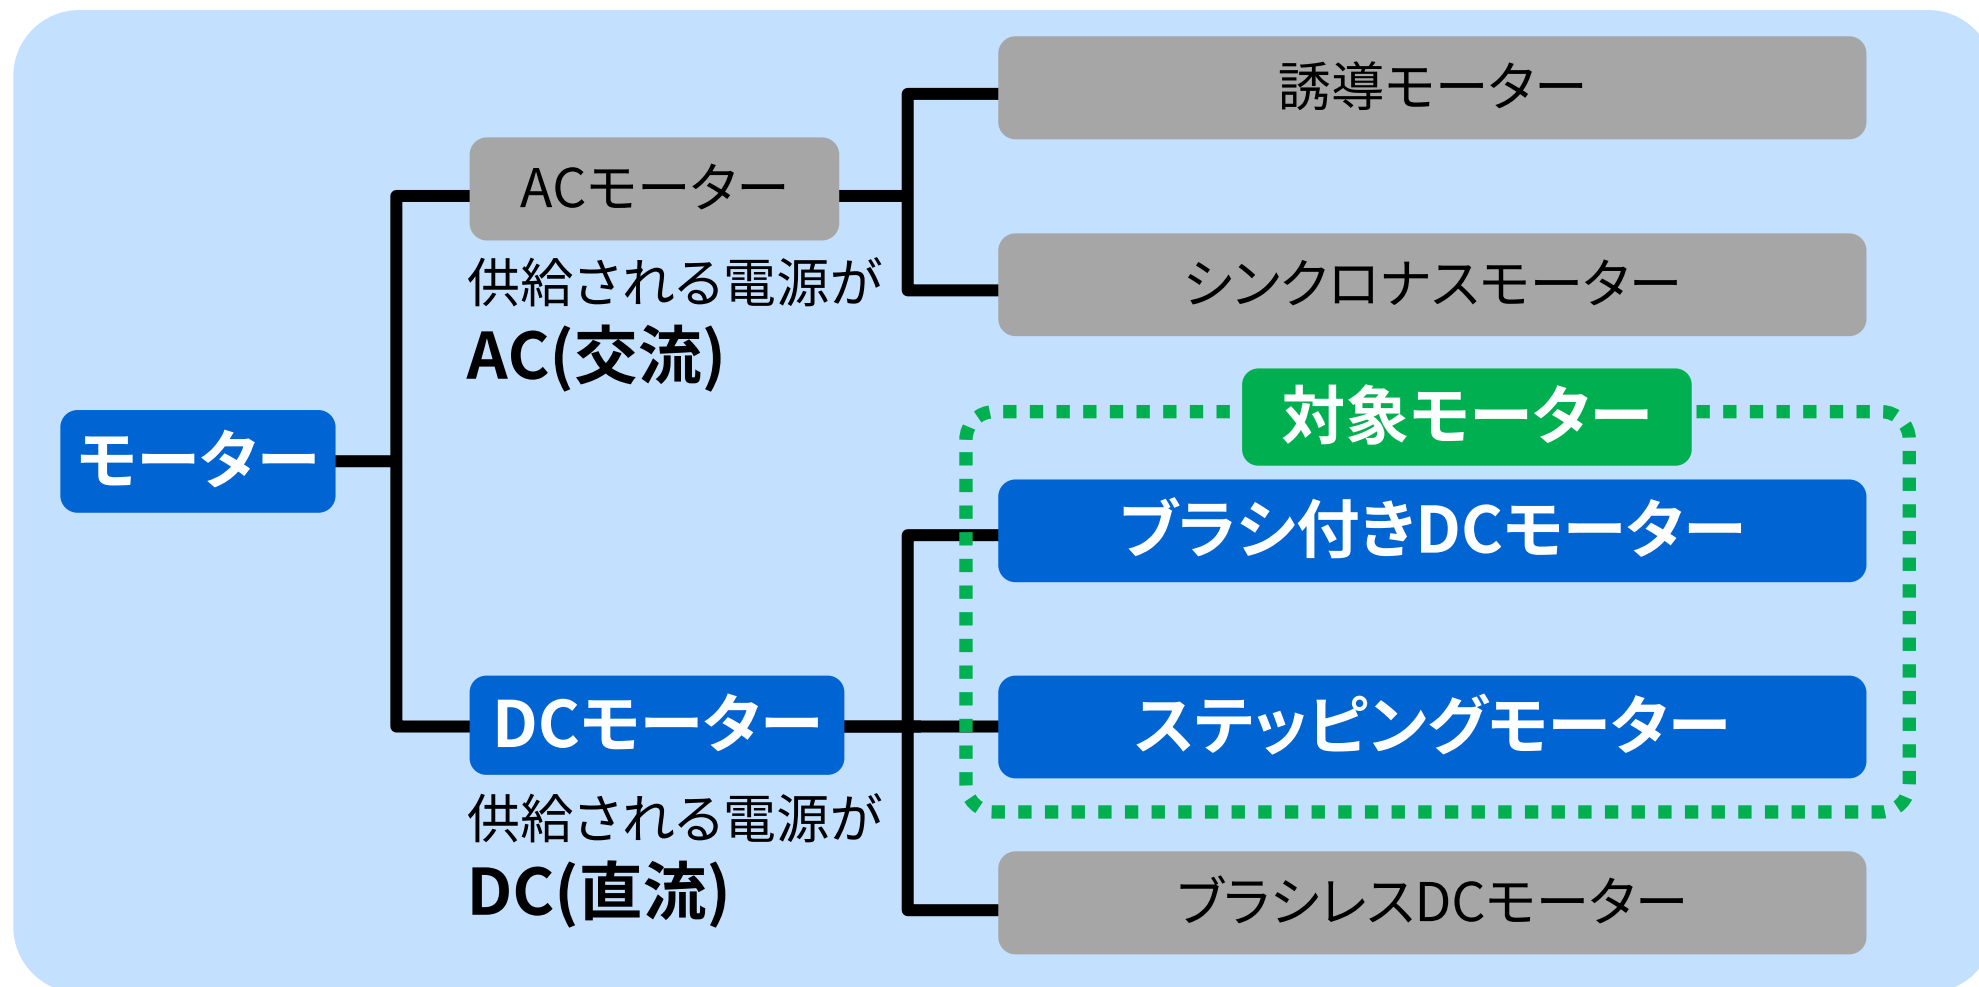 誘導モーター
ACモーター
供給される電源が
AC(交流)
シンクロナスモーター
モーター
対象モーター
ブラシ付きDCモーター
ステッピングモーター
DCモーター
供給される電源が
DC(直流)
ブラシレスDCモーター